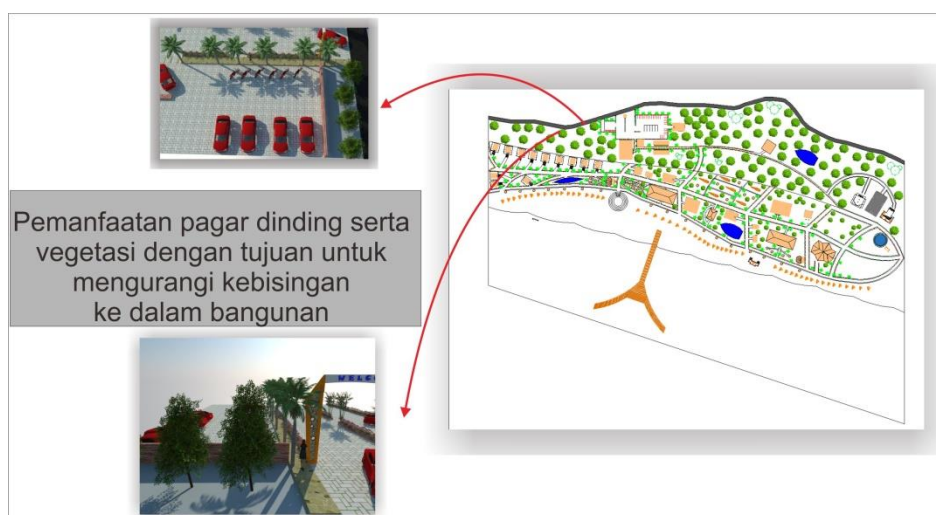 Pemanfaatan pagar dinding serta
vegetasi dengan tujuan untuk
mengurangi kebisingan
ke dalam bangunan